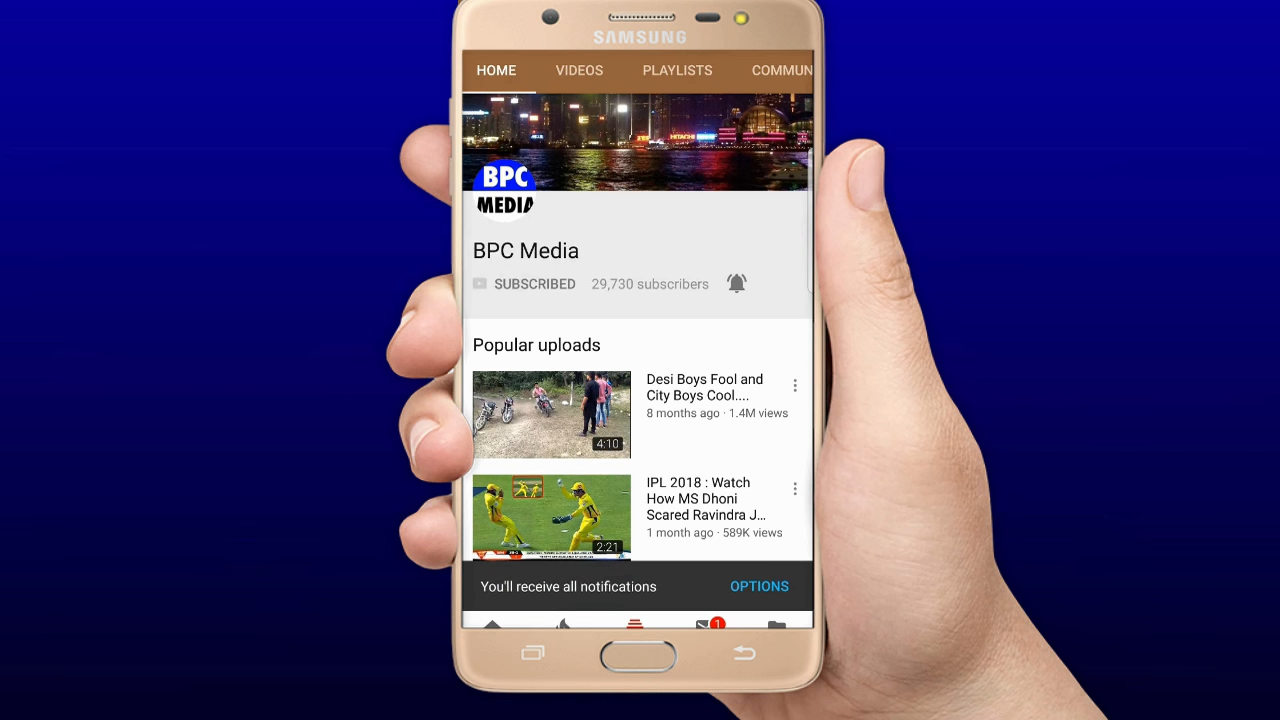 SAMSUNG
HOME VIDEOS PLAYLISTS COMMUN
HITACHI
BPC
MEDIA
BPC Media
SUBSCRIBED 29,730 subscribers
Popular uploads
Desi Boys Fool and
City Boys Cool....
8 months ago · 1.4M views
4:10
IPL 2018 : Watch
How MS Dhoni
Scared Ravindra J...
1 month ago · 589K views
2:21
You'll receive all notifications OPTIONS
1